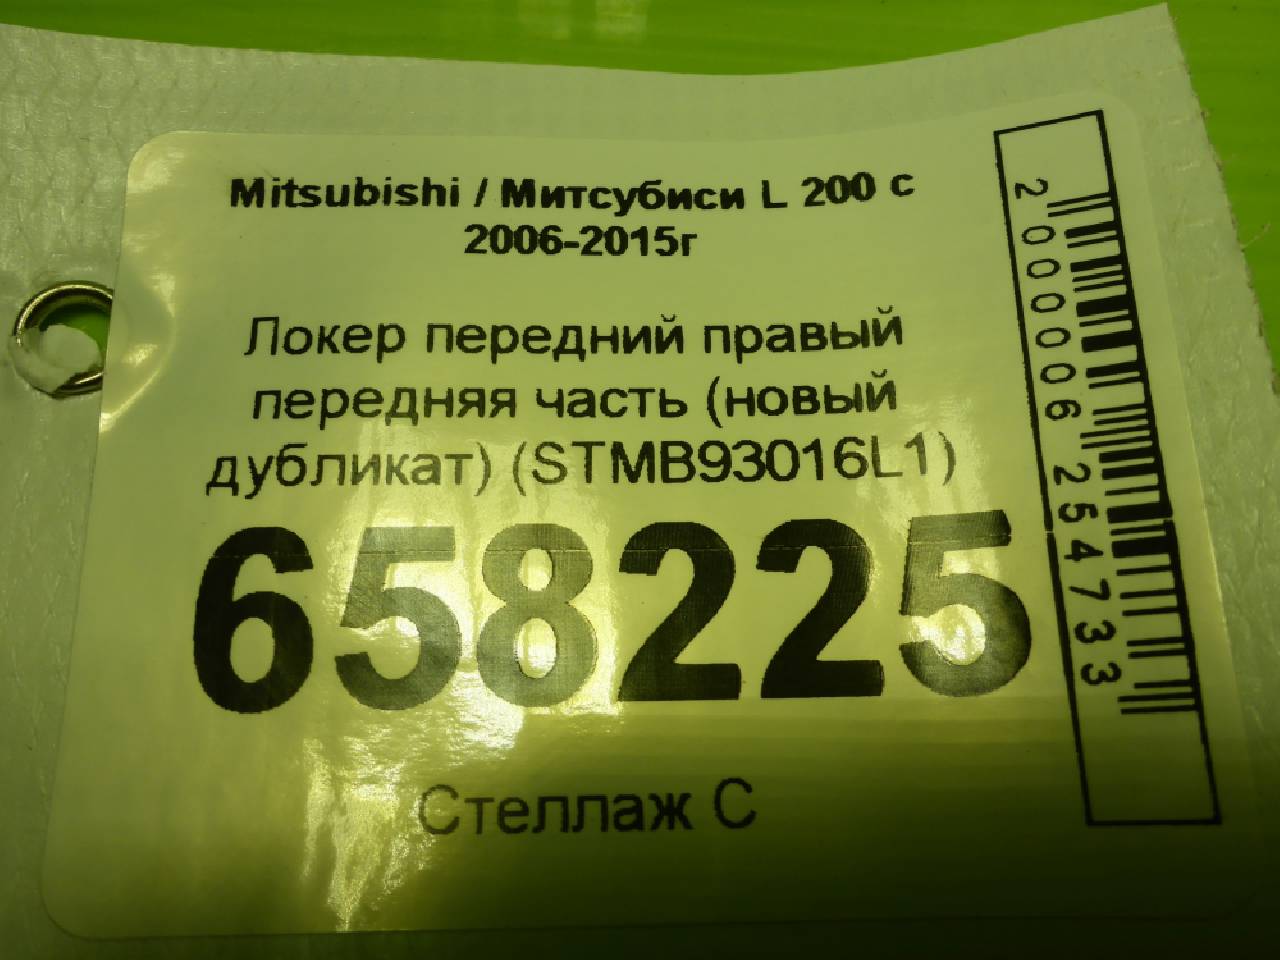 Mitsubishi / Митсубиси L 200 с
2006-2015г
Локер передний правый
передняя часть (новый
дубликат) (STMB93016L1)
658225
Стеллаж С
2000006254733